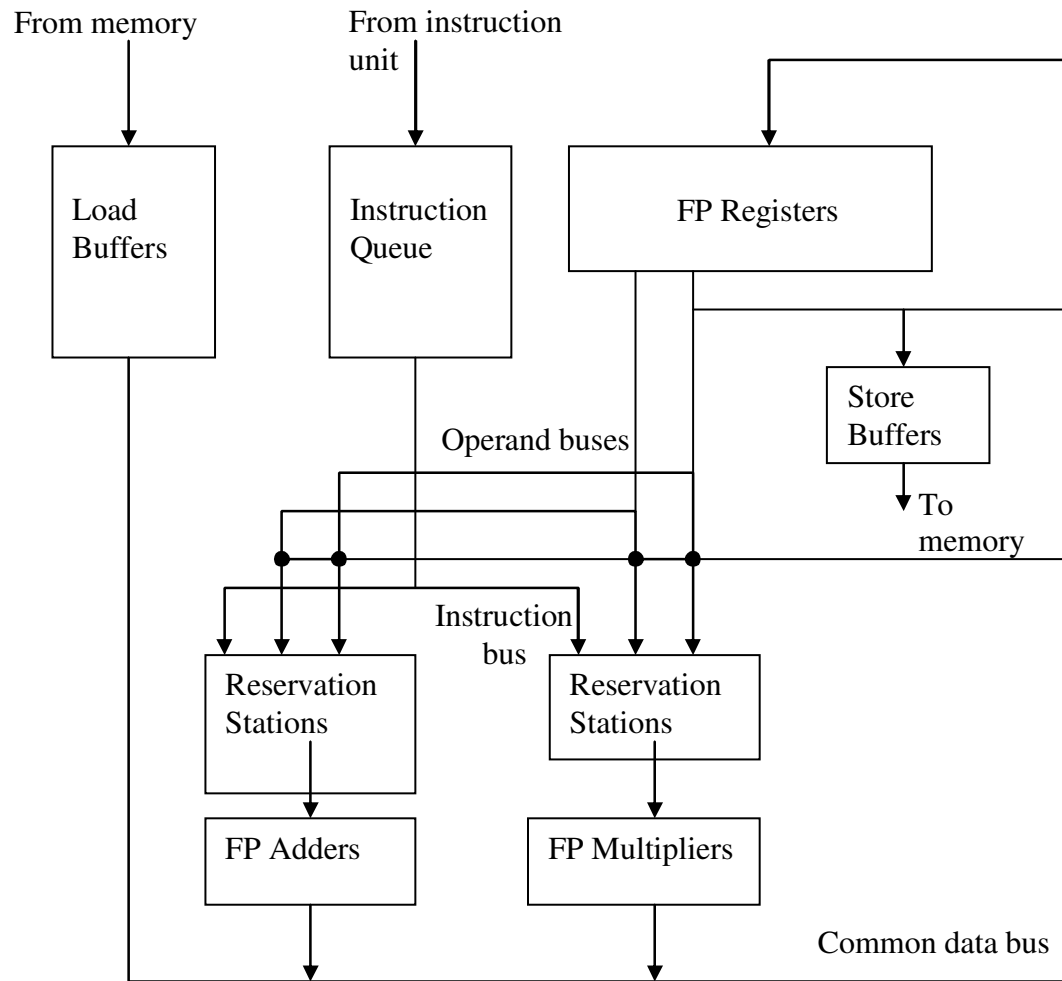 From memory
From instruction
unit
Load
Buffers
Instruction
Queue
FP Registers
Store
Buffers
Operand buses
To
memory
Instruction
bus
Reservation
Stations
Reservation
Stations
FP Adders
FP Multipliers
Common data bus